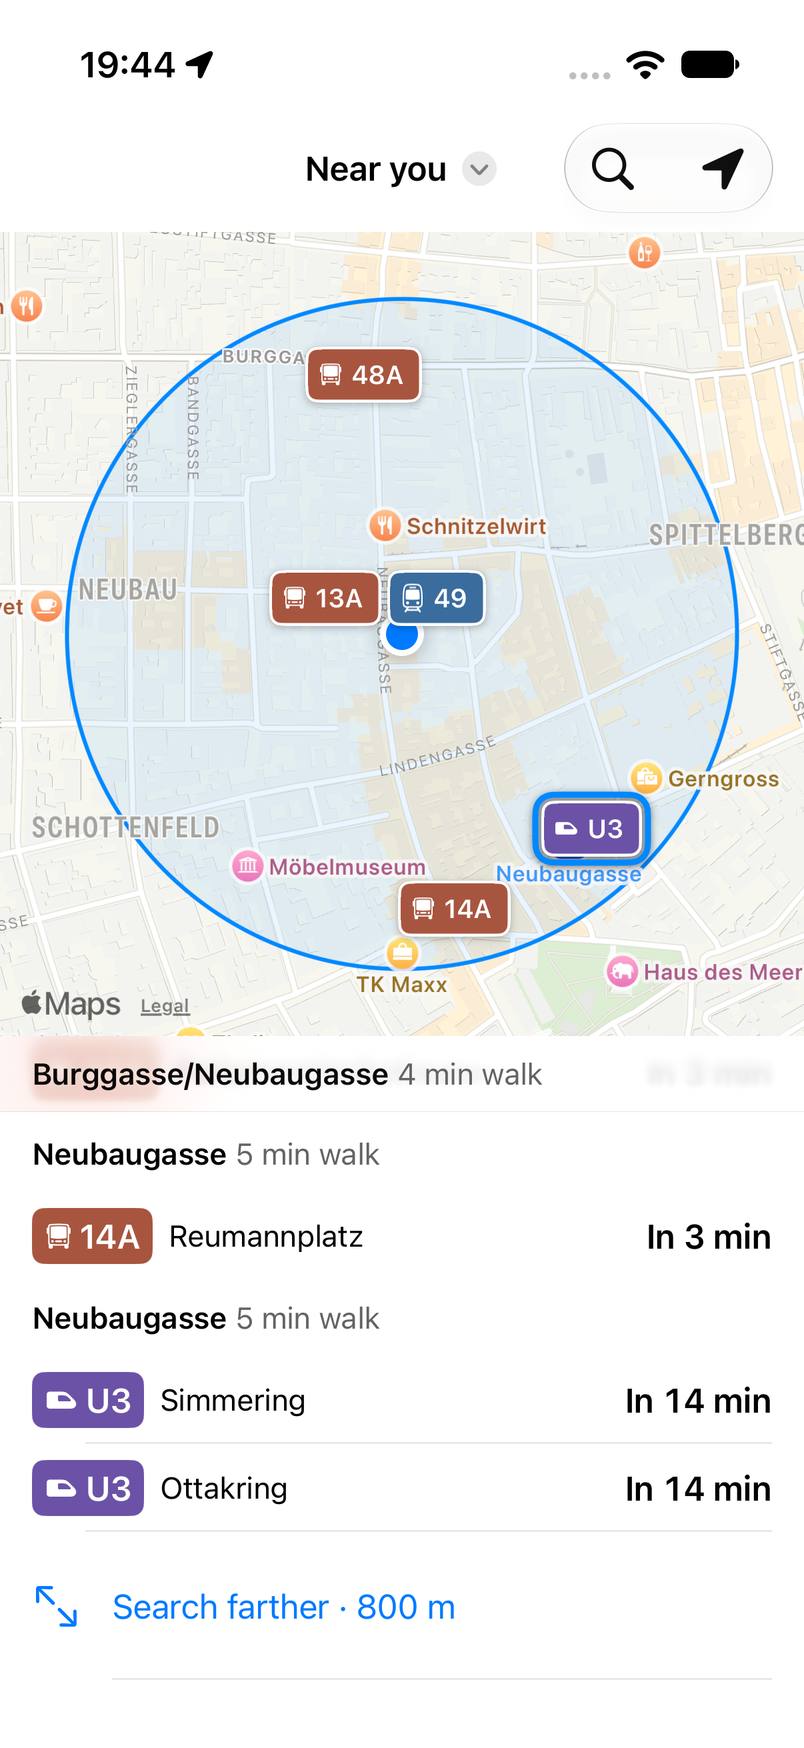 19:44
Near you
BURGGA
48A
ZIEGLERGASSE
BANDGASSE
Schnitzelwirt
SPITTELBERG
NEUBAU
13A
49
STIFTGASSE
LINDENGASSE
Gerngross
SCHOTTENFELD
U3
Möbelmuseum
Neubaugasse
14A
TK Maxx
Haus des Meer
Maps
Legal
Burggasse/Neubaugasse 4 min walk
Neubaugasse 5 min walk
14A Reumannplatz In 3 min
Neubaugasse 5 min walk
U3 Simmering In 14 min
U3 Ottakring In 14 min
Search farther · 800 m